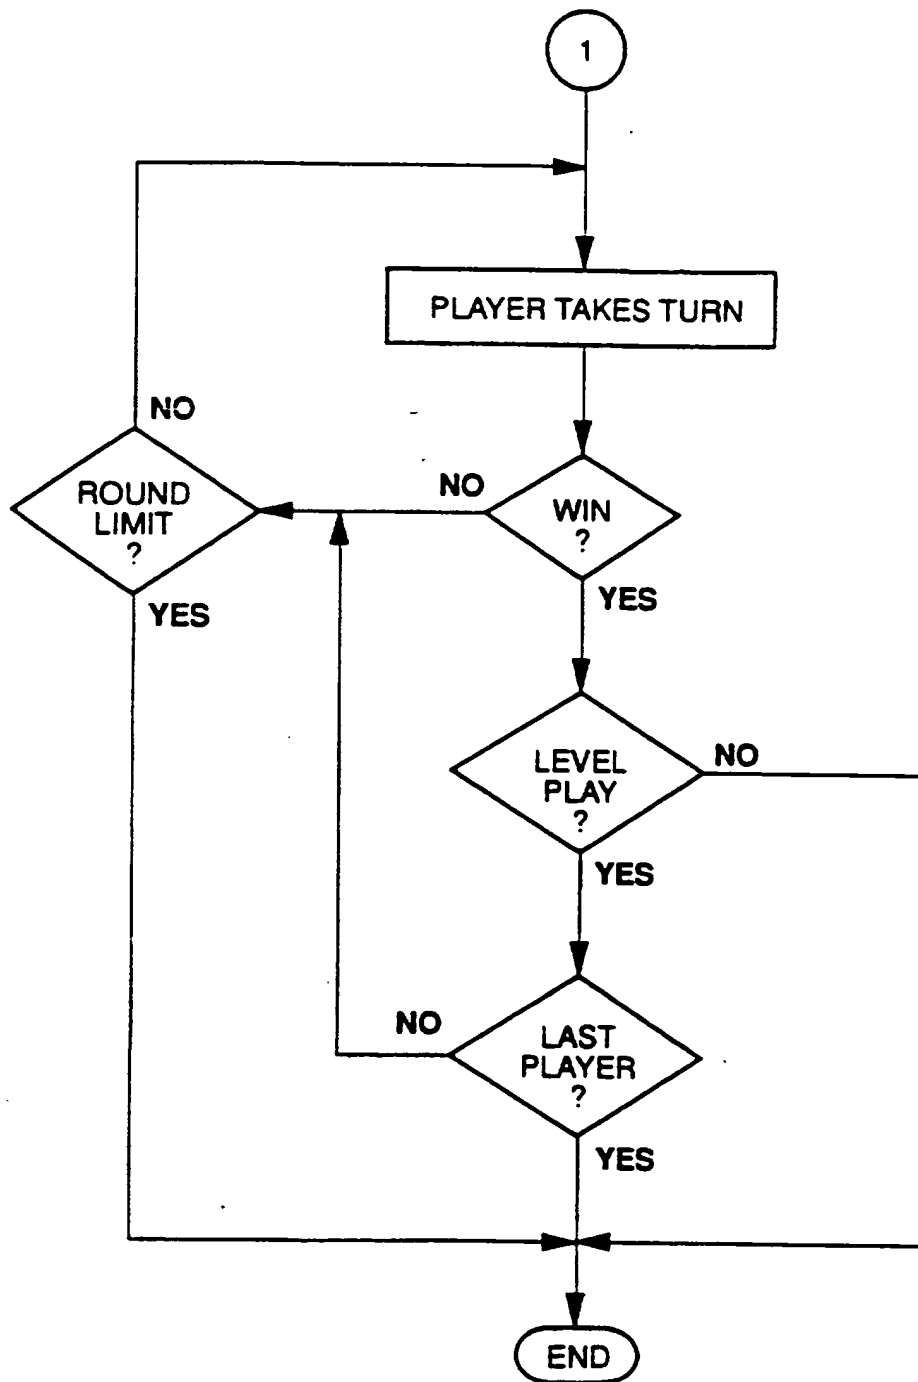 1
PLAYER TAKES TURN
NO
ROUND
LIMIT
?
YES
NO
WIN
?
YES
LEVEL
PLAY
?
NO
YES
NO
LAST
PLAYER
?
YES
END